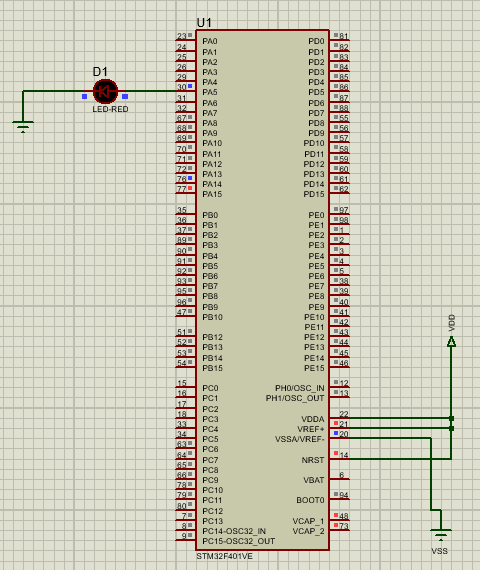 U1
D1
LED-RED
23 PA0 PD0 81
24 PA1 PD1 82
25 PA2 PD2 83
26 PA3 PD3 84
29 PA4 PD4 85
30 PA5 PD5 86
31 PA6 PD6 87
32 PA7 PD7 88
67 PA8 PD8 55
68 PA9 PD9 56
69 PA10 PD10 57
70 PA11 PD11 58
71 PA12 PD12 59
72 PA13 PD13 60
76 PA14 PD14 61
77 PA15 PD15 62
35 PB0 PE0 97
36 PB1 PE1 98
37 PB2 PE2 1
89 PB3 PE3 2
90 PB4 PE4 3
91 PB5 PE5 4
92 PB6 PE6 5
93 PB7 PE7 38
95 PB8 PE8 39
96 PB9 PE9 40
47 PB10 PE10 41
PE11 42
51 PB12 PE12 43
52 PB13 PE13 44
53 PB14 PE14 45
54 PB15 PE15 46
15 PC0 PH0/OSC_IN 12
16 PC1 PH1/OSC_OUT 13
17 PC2
18 PC3 VDDA 22
33 PC4 VREF+ 21
34 PC5 VSSA/VREF- 20
63 PC6
64 PC7 NRST 14
65 PC8
66 PC9 VBAT 6
78 PC10
79 PC11 BOOT0 94
80 PC12
7 PC13 VCAP_1 48
8 PC14-OSC32_IN VCAP_2 73
9 PC15-OSC32_OUT
STM32F401VE
VDD
VSS